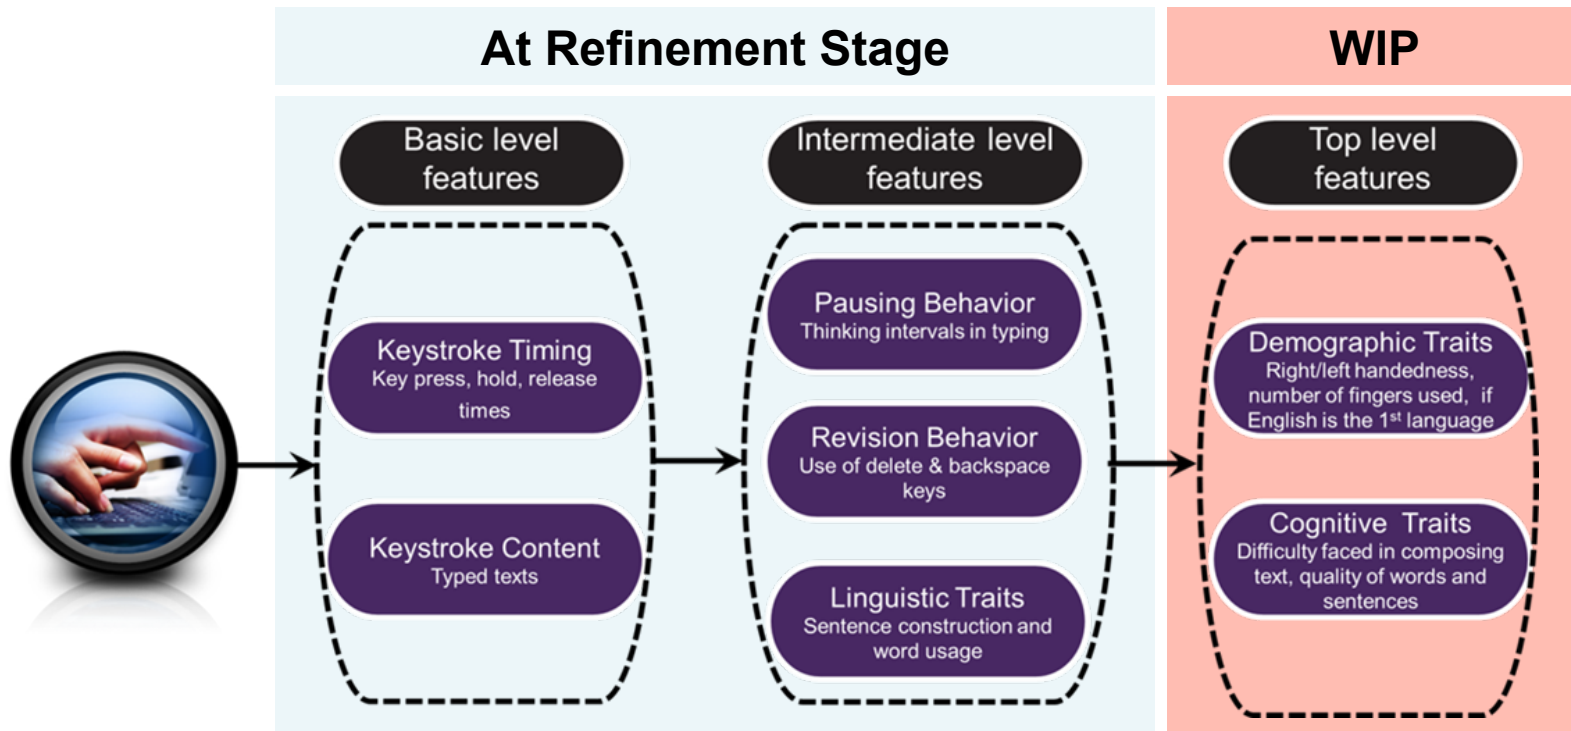 At Refinement Stage
WIP
Basic level
features
Keystroke Timing
Key press, hold, release
times
Keystroke Content
Typed texts
Intermediate level
features
Pausing Behavior
Thinking intervals in typing
Revision Behavior
Use of delete & backspace
keys
Linguistic Traits
Sentence construction and
word usage
Top level
features
Demographic Traits
Right/left handedness,
number of fingers used, if
English is the 1st language
Cognitive Traits
Difficulty faced in composing
text, quality of words and
sentences